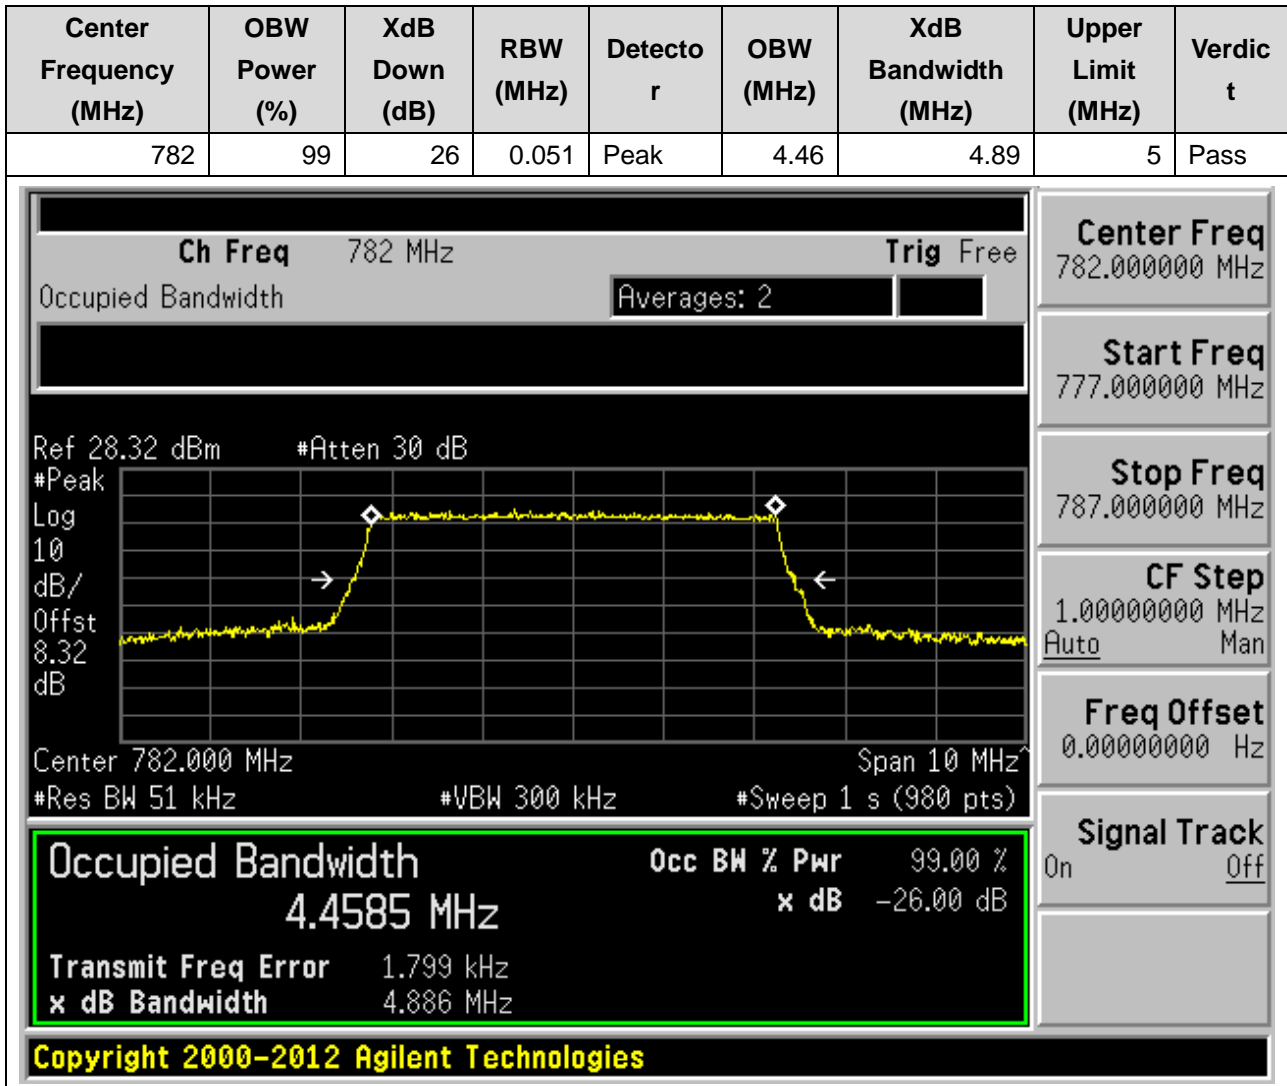 Center Frequency (MHz) OBW Power (%) XdB Down (dB) RBW (MHz) Detecto r OBW (MHz) XdB Bandwidth (MHz) Upper Limit (MHz) Verdic t
782 99 26 0.051 Peak 4.46 4.89 5 Pass
Ch Freq 782 MHz Trig Free
Occupied Bandwidth Averages: 2
Ref 28.32 dBm #Atten 30 dB
#Peak
Log
10
dB/
Offst
8.32
dB
Center 782.000 MHz Span 10 MHz^
#Res BW 51 kHz #VBW 300 kHz #Sweep 1 s (980 pts)
Occupied Bandwidth Occ BW % Pwr 99.00 %
4.4585 MHz x dB -26.00 dB
Transmit Freq Error 1.799 kHz
x dB Bandwidth 4.886 MHz
Copyright 2000-2012 Agilent Technologies
Center Freq
782.000000 MHz
Start Freq
777.000000 MHz
Stop Freq
787.000000 MHz
CF Step
1.00000000 MHz
Auto Man
Freq Offset
0.00000000 Hz
Signal Track
On Off